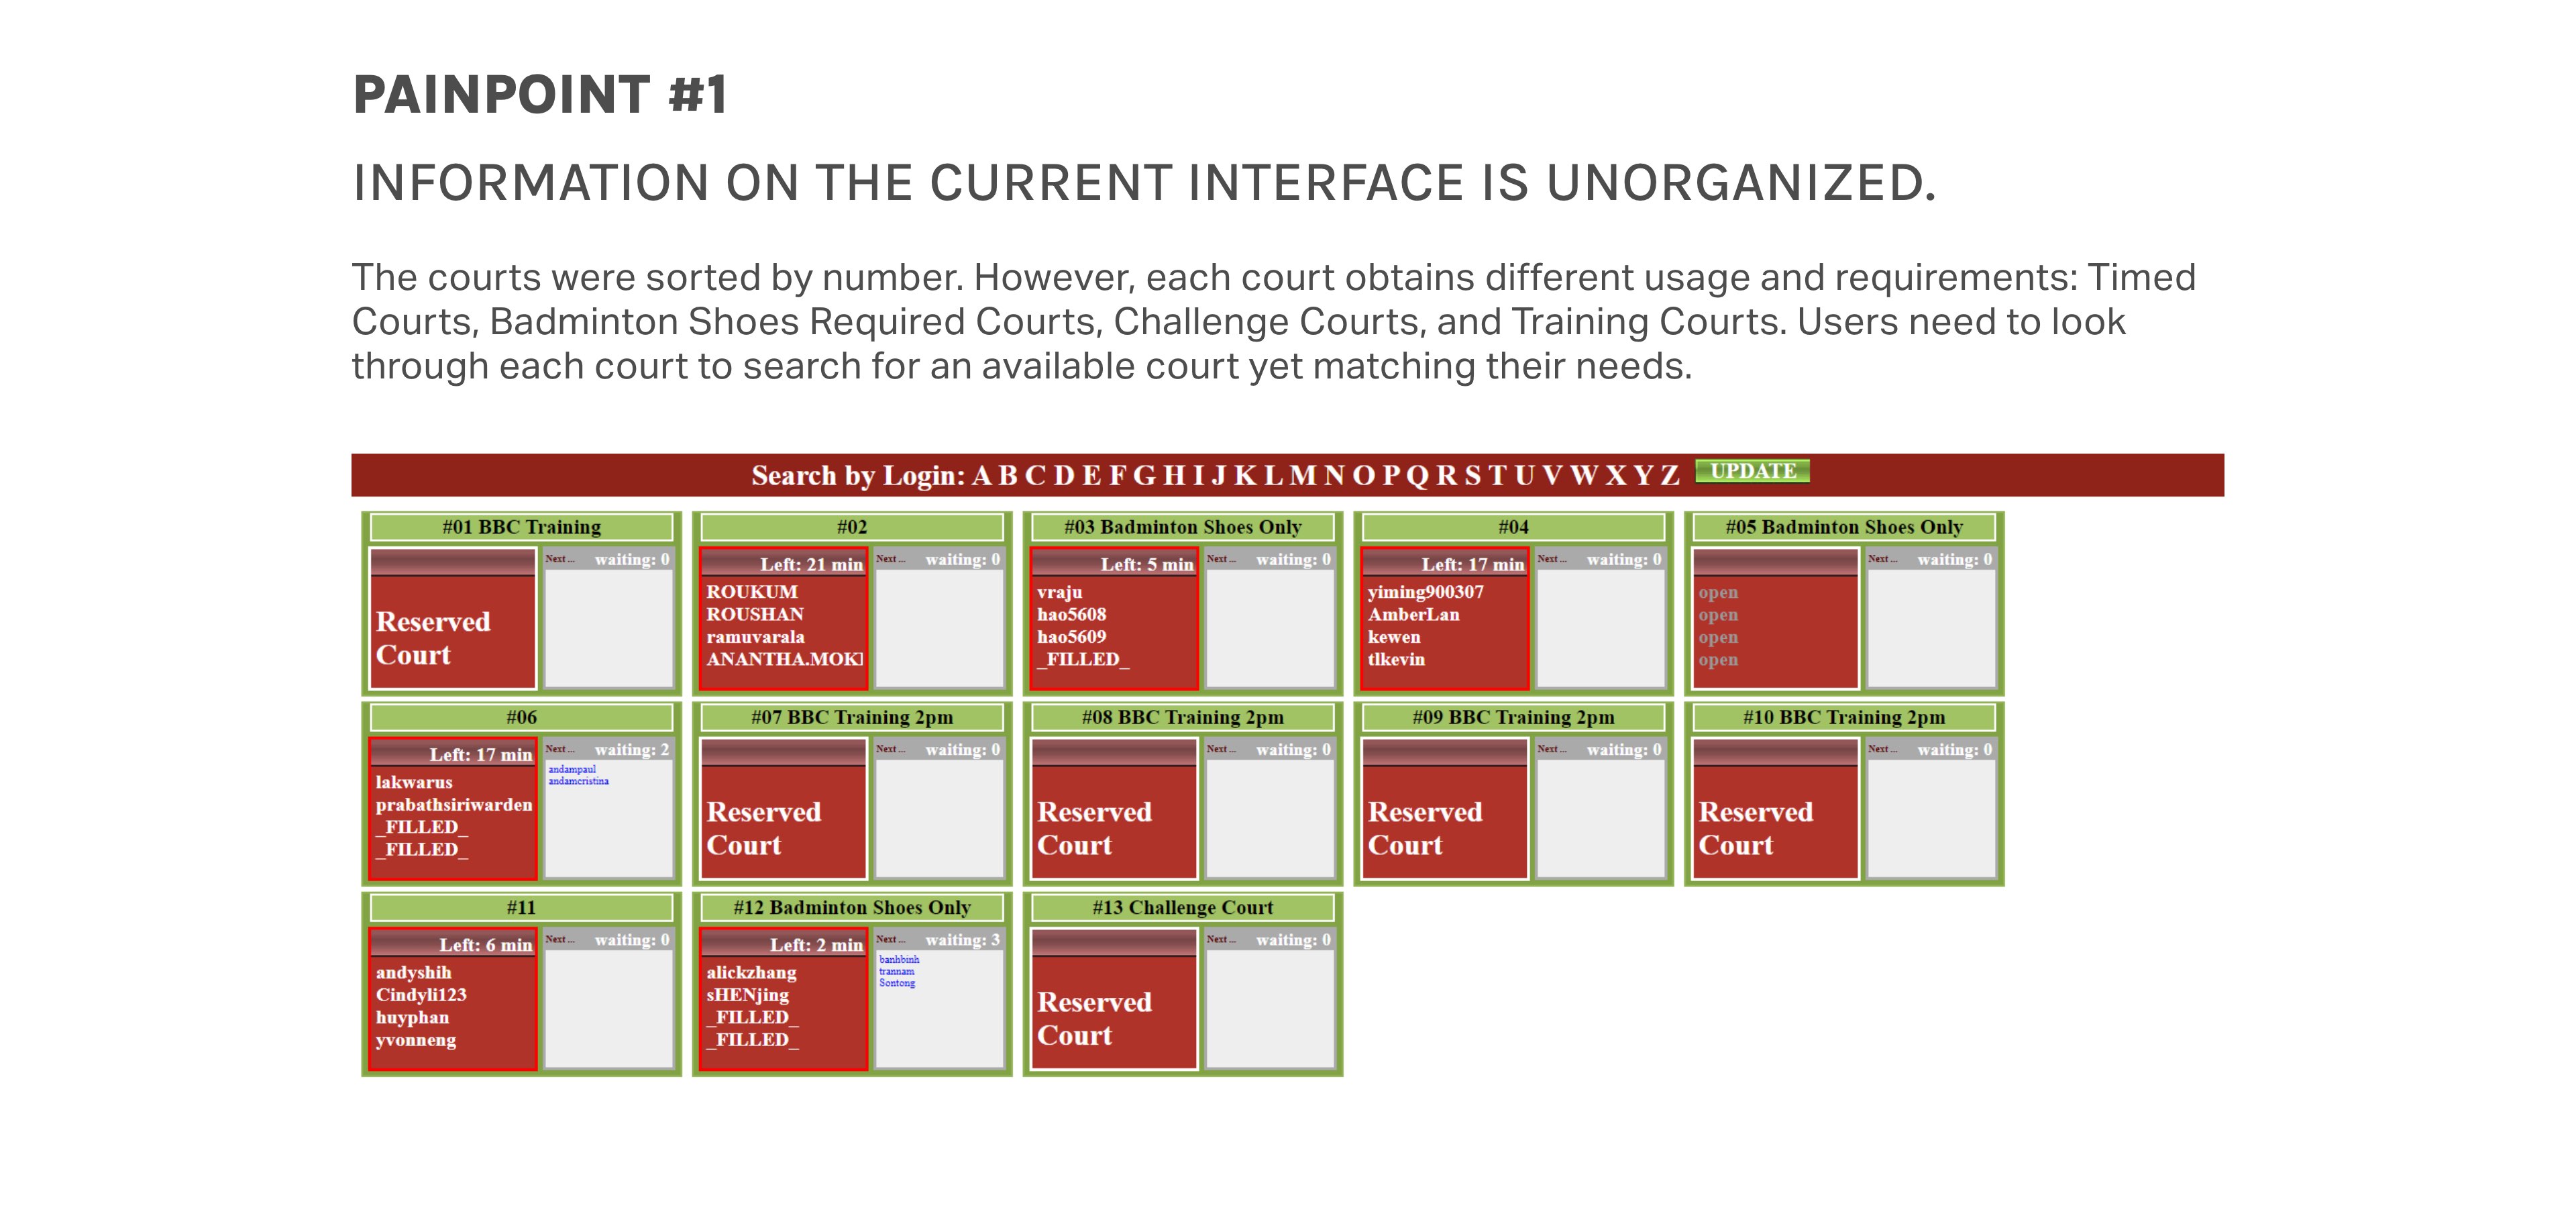 PAINPOINT #1
INFORMATION ON THE CURRENT INTERFACE IS UNORGANIZED.
The courts were sorted by number. However, each court obtains different usage and requirements: Timed
Courts, Badminton Shoes Required Courts, Challenge Courts, and Training Courts. Users need to look
through each court to search for an available court yet matching their needs.
Search by Login: A B C D E F G H I J K L M N O P Q R S T U V W X Y Z UPDATE
#01 BBC Training
Next ... waiting: 0
Reserved
Court
#02
Left: 21 min Next ... waiting: 0
ROUKUM
ROUSHAN
ramuvarala
ANANTHA.MOK
#03 Badminton Shoes Only
Left: 5 min Next ... waiting: 0
vraju
hao5608
hao5609
_FILLED_
#04
Left: 17 min Next ... waiting: 0
yiming900307
AmberLan
kewen
tlkevin
#05 Badminton Shoes Only
Next ... waiting: 0
open
open
open
open
#06
Left: 17 min Next ... waiting: 2
lakwarus
prabathsiriwarden
_FILLED_
_FILLED_
andampaul
andamcristina
#07 BBC Training 2pm
Next ... waiting: 0
Reserved
Court
#08 BBC Training 2pm
Next ... waiting: 0
Reserved
Court
#09 BBC Training 2pm
Next ... waiting: 0
Reserved
Court
#10 BBC Training 2pm
Next ... waiting: 0
Reserved
Court
#11
Left: 6 min Next ... waiting: 0
andyshih
Cindyli123
huyphan
yvonneng
#12 Badminton Shoes Only
Left: 2 min Next ... waiting: 3
alickzhang
sHENjing
_FILLED_
_FILLED_
banhbinh
trannam
Sontong
#13 Challenge Court
Next ... waiting: 0
Reserved
Court